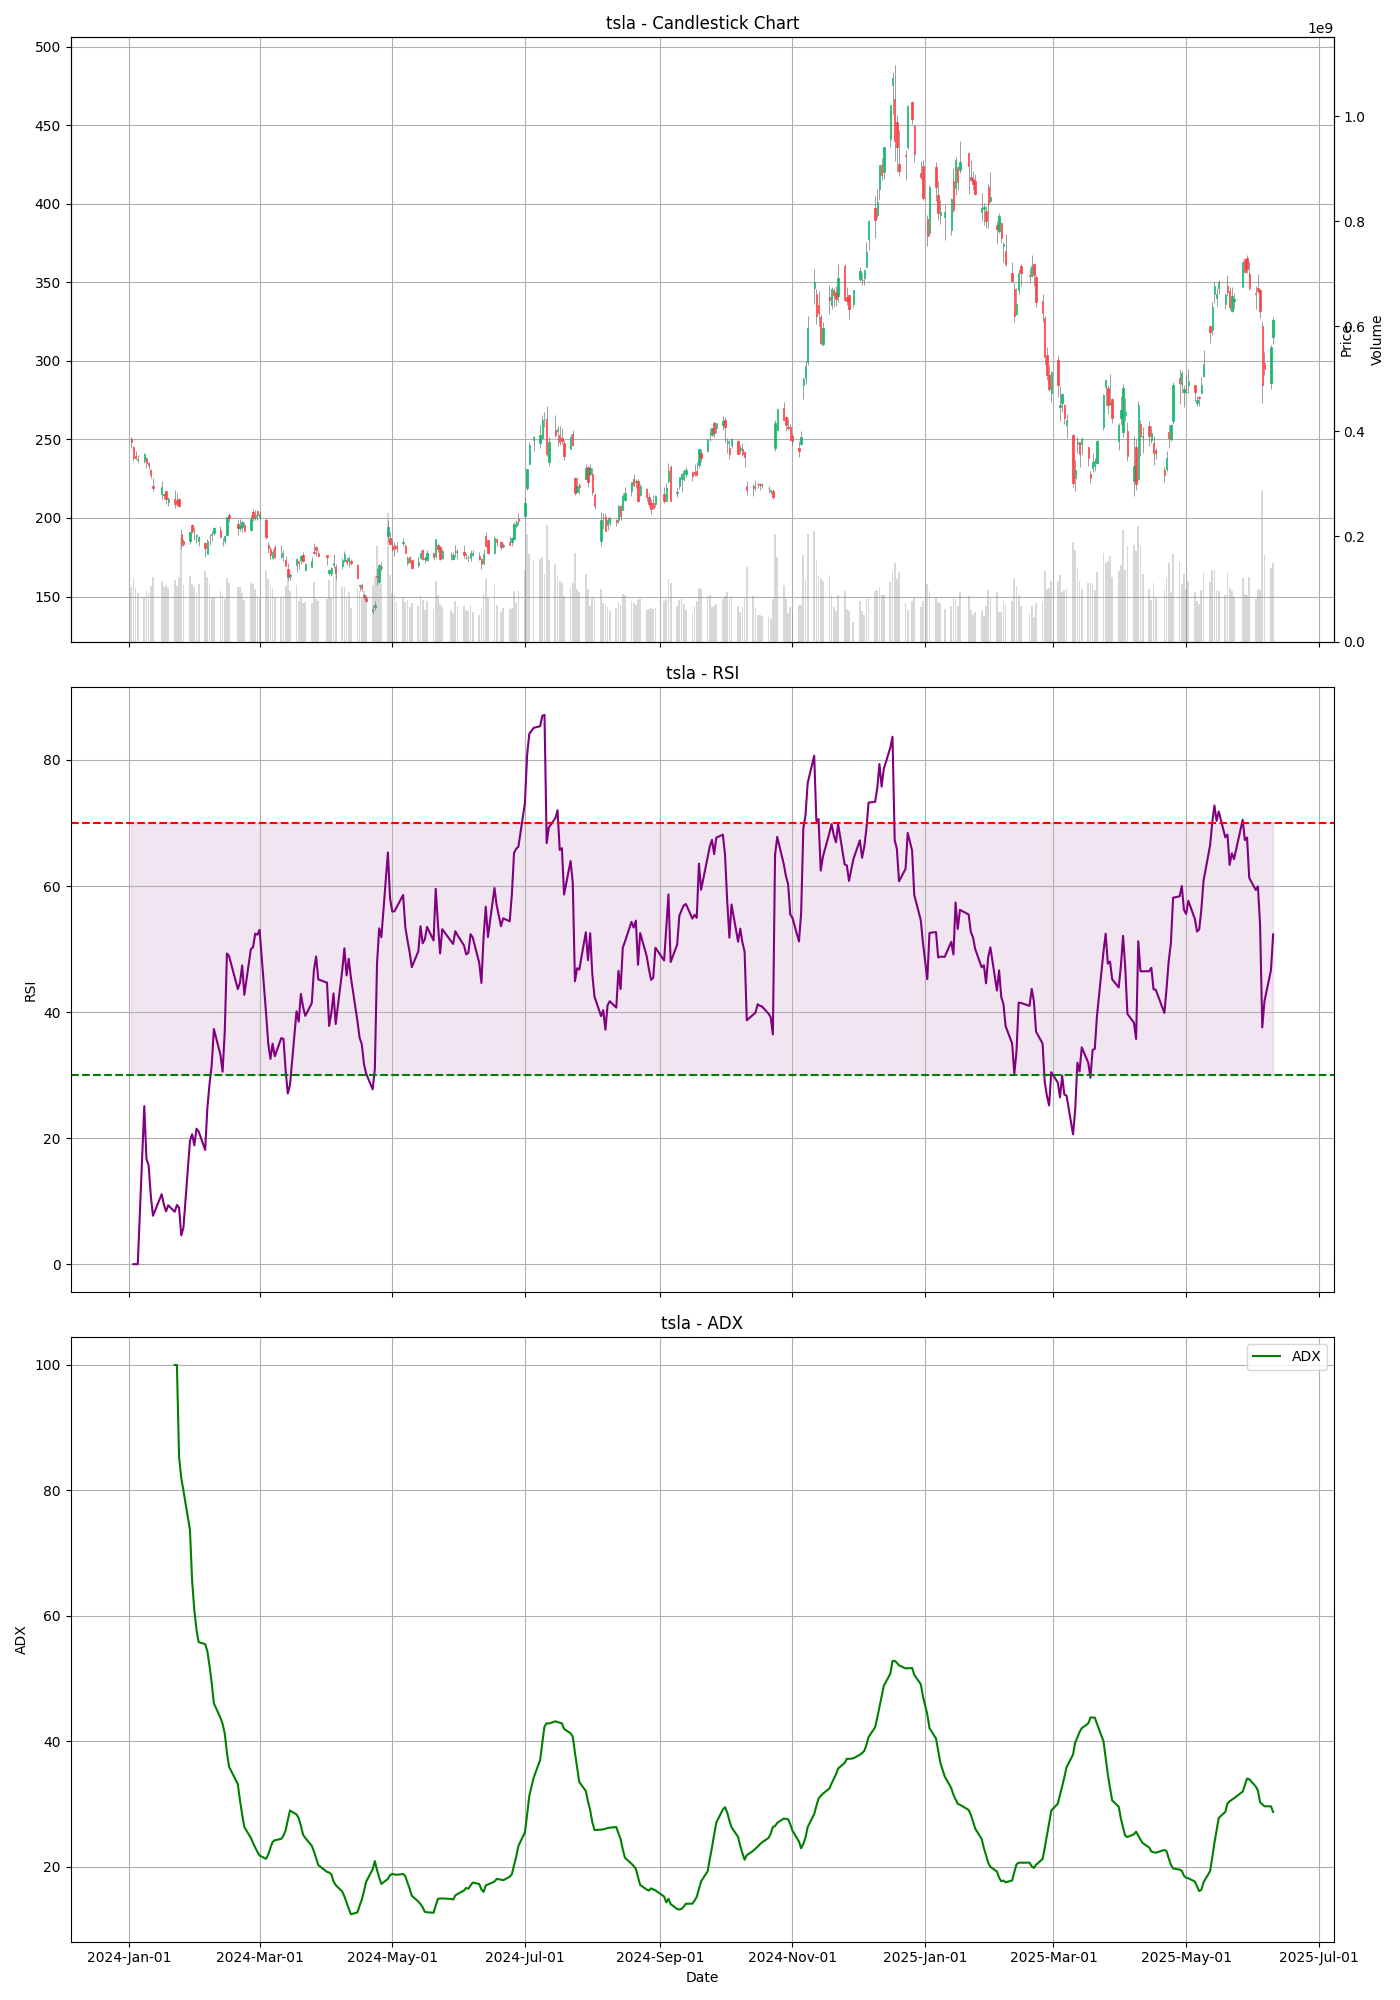 tsla - Candlestick Chart
1e9
500
450
400
350
300
250
200
150
1.0
0.8
0.6
0.4
0.2
0.0
Price
Volume
tsla - RSI
80
60
40
20
0
RSI
tsla - ADX
ADX
100
80
60
40
20
ADX
2024-Jan-01 2024-Mar-01 2024-May-01 2024-Jul-01 2024-Sep-01 2024-Nov-01 2025-Jan-01 2025-Mar-01 2025-May-01 2025-Jul-01
Date